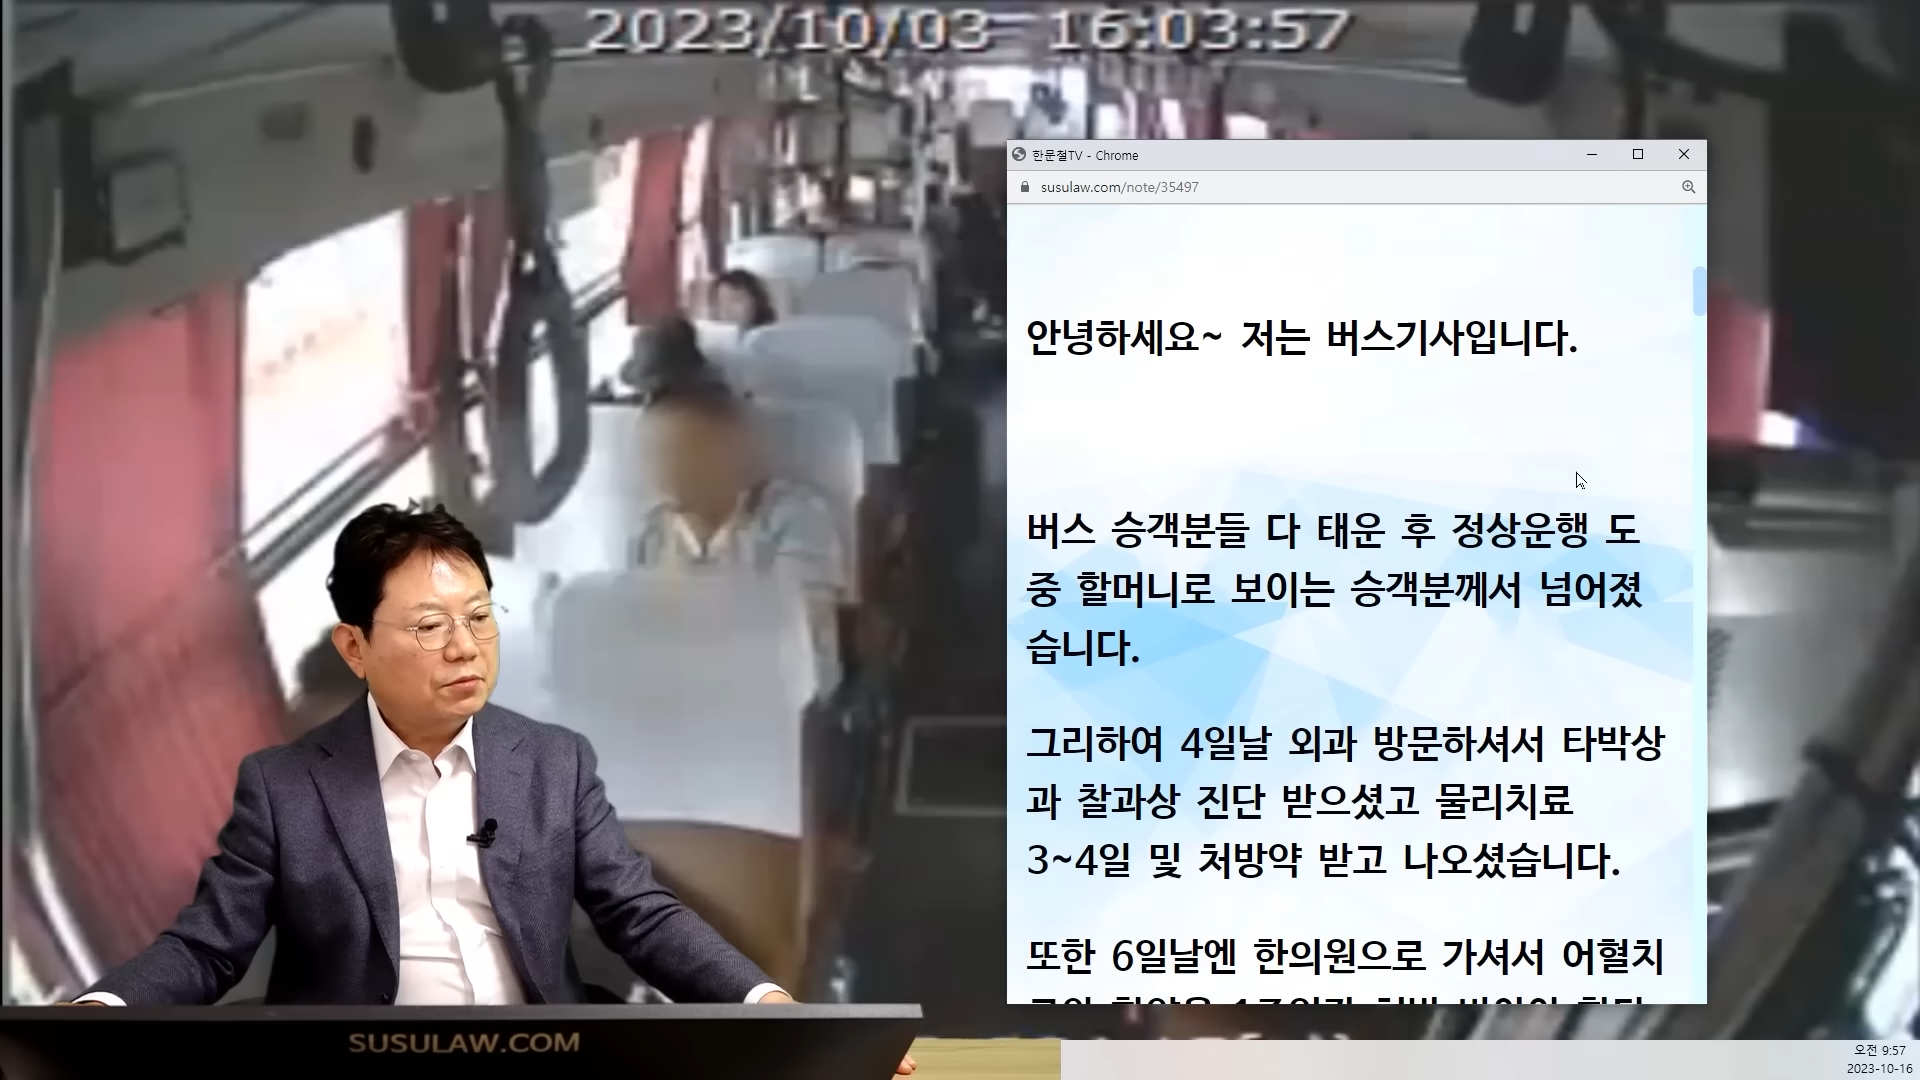 2023/10/03 16:03:57
한문철TV - Chrome
susulaw.com/note/35497
안녕하세요~ 저는 버스기사입니다.
버스 승객분들 다 태운 후 정상운행 도
중 할머니로 보이는 승객분께서 넘어졌
습니다.
그리하여 4일날 외과 방문하셔서 타박상
과 찰과상 진단 받으셨고 물리치료
3~4일 및 처방약 받고 나오셨습니다.
또한 6일날엔 한의원으로 가셔서 어혈치
SUSULAW.COM
오전 9:57
2023-10-16